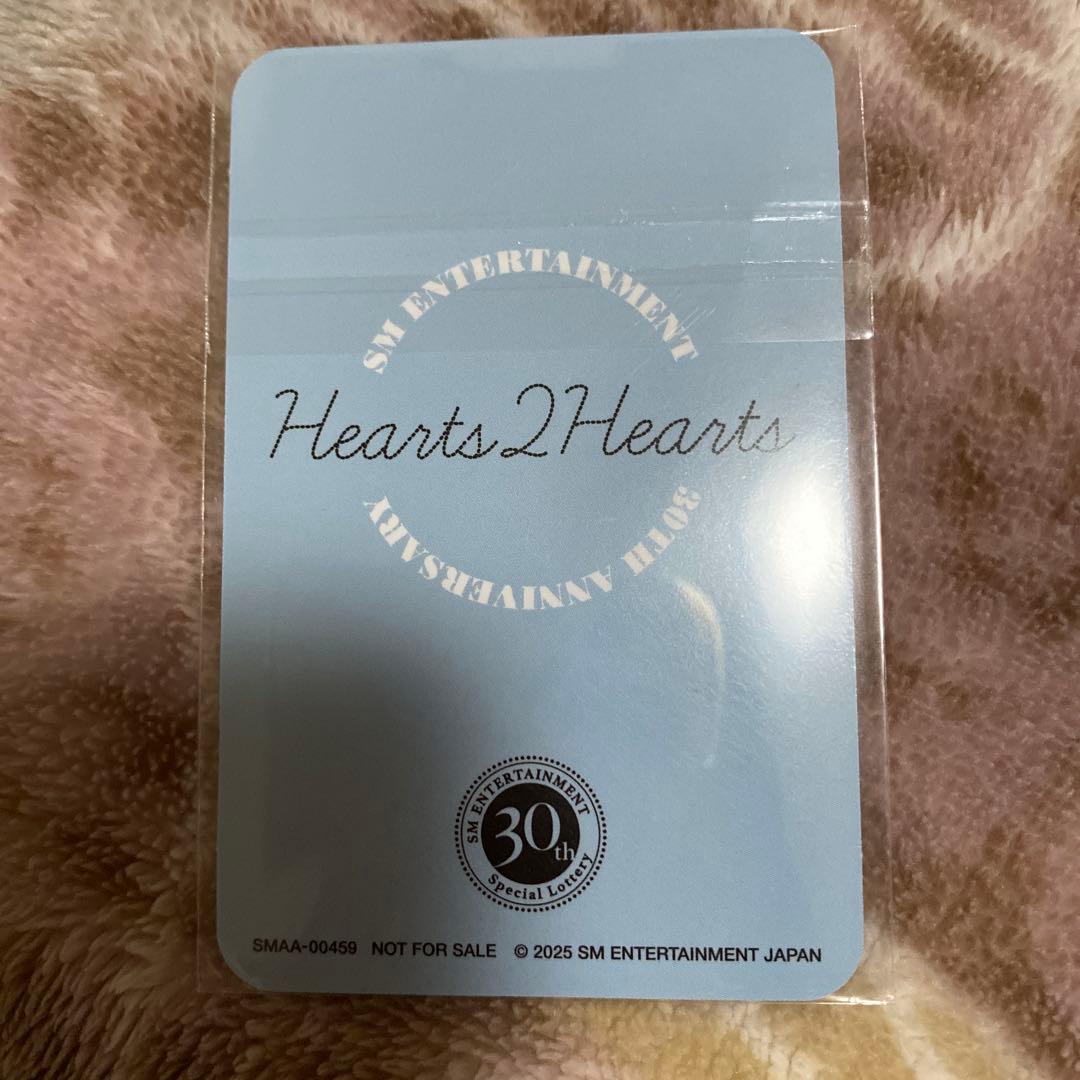 SM ENTERTAINMENT
Hearts2Hearts
30TH ANNIVERSARY
SM ENTERTAINMENT
30th
Special Lottery
SMAA-00459 NOT FOR SALE © 2025 SM ENTERTAINMENT JAPAN